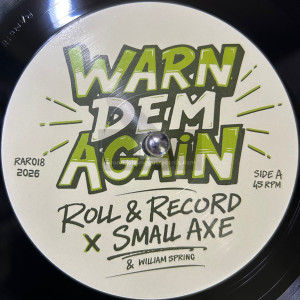 WARN
DEM
AGAiN
RAR018
2026
SIDE A
45 RPM
ROLL & RECORD
x SMALL AXE
& WILLIAM SPRING